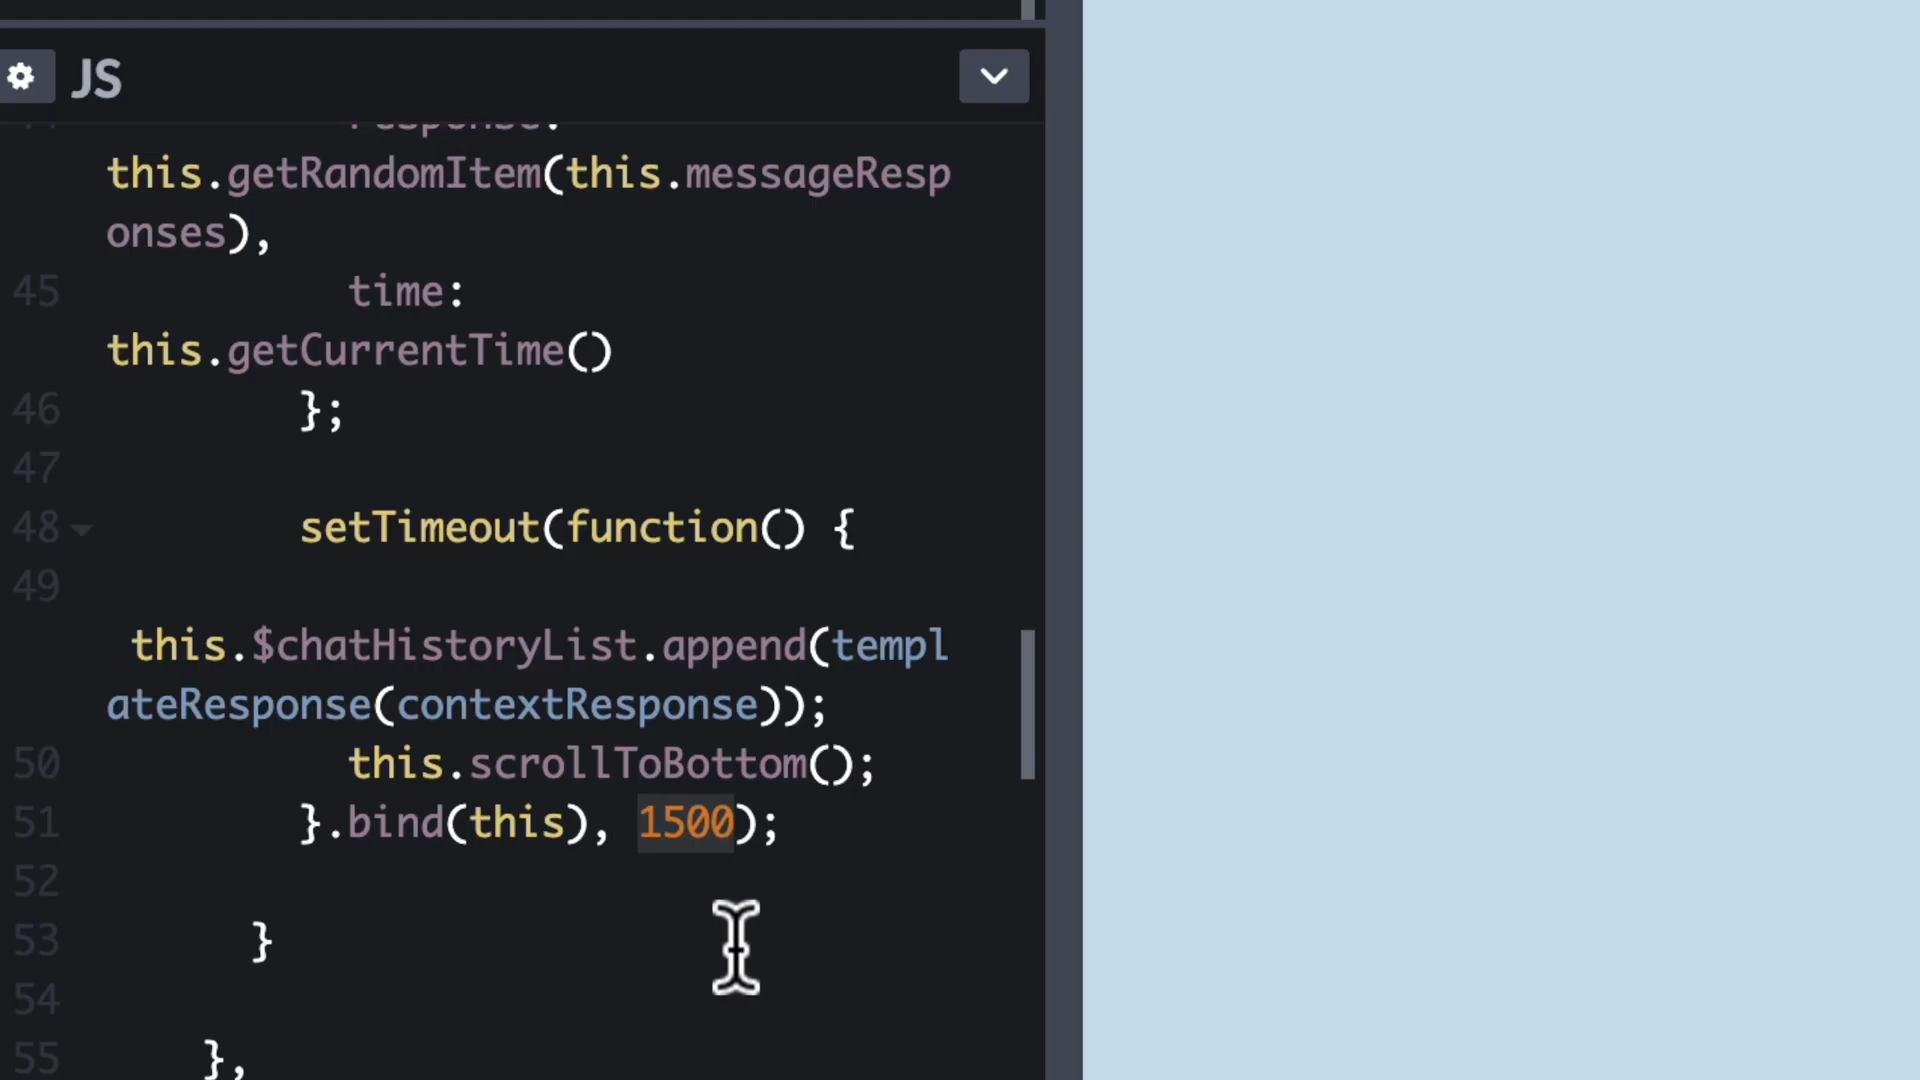 JS
response:
this.getRandomItem(this.messageResp
onses),
45 time:
this.getCurrentTime()
46 };
47
48 setTimeout(function() {
49
this.$chatHistoryList.append(templ
ateResponse(contextResponse));
50 this.scrollToBottom();
51 }.bind(this), 1500);
52
53 }
54
55 },